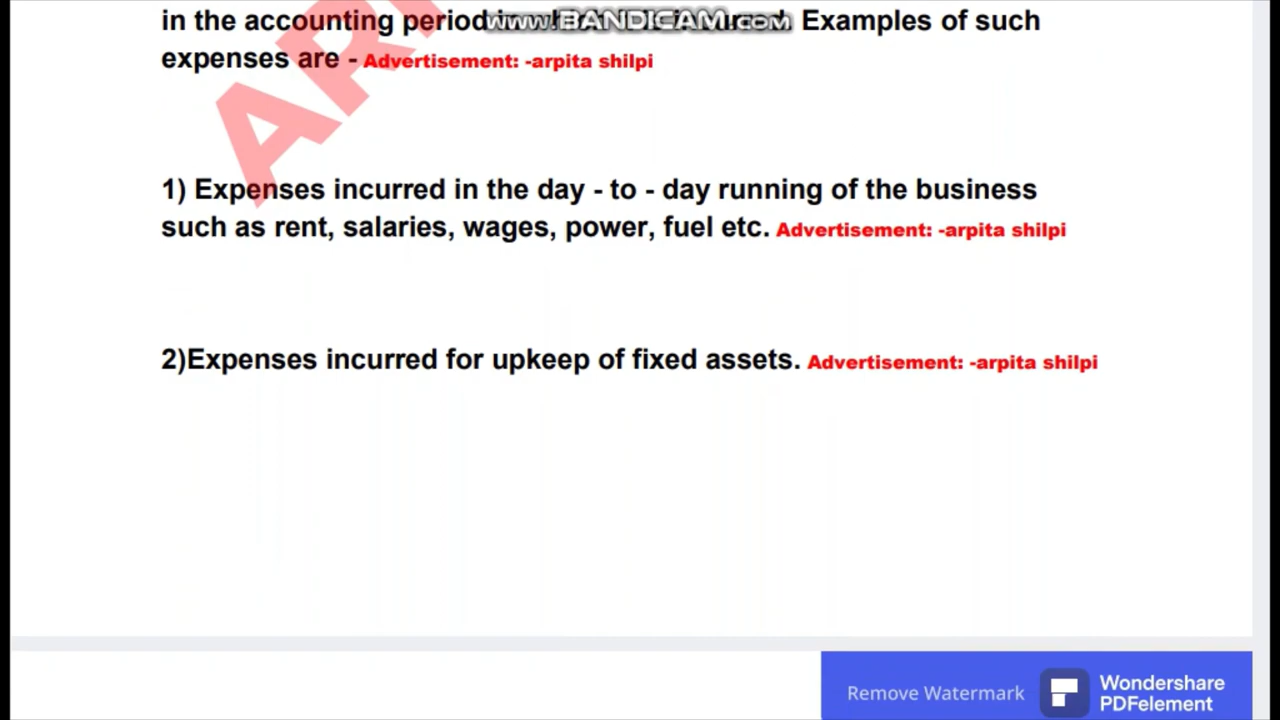 in the accounting period Examples of such
www.BANDICAM.com
expenses are - Advertisement: -arpita shilpi
1) Expenses incurred in the day - to - day running of the business
such as rent, salaries, wages, power, fuel etc. Advertisement: -arpita shilpi
2)Expenses incurred for upkeep of fixed assets. Advertisement: -arpita shilpi
Remove Watermark
Wondershare
PDFelement